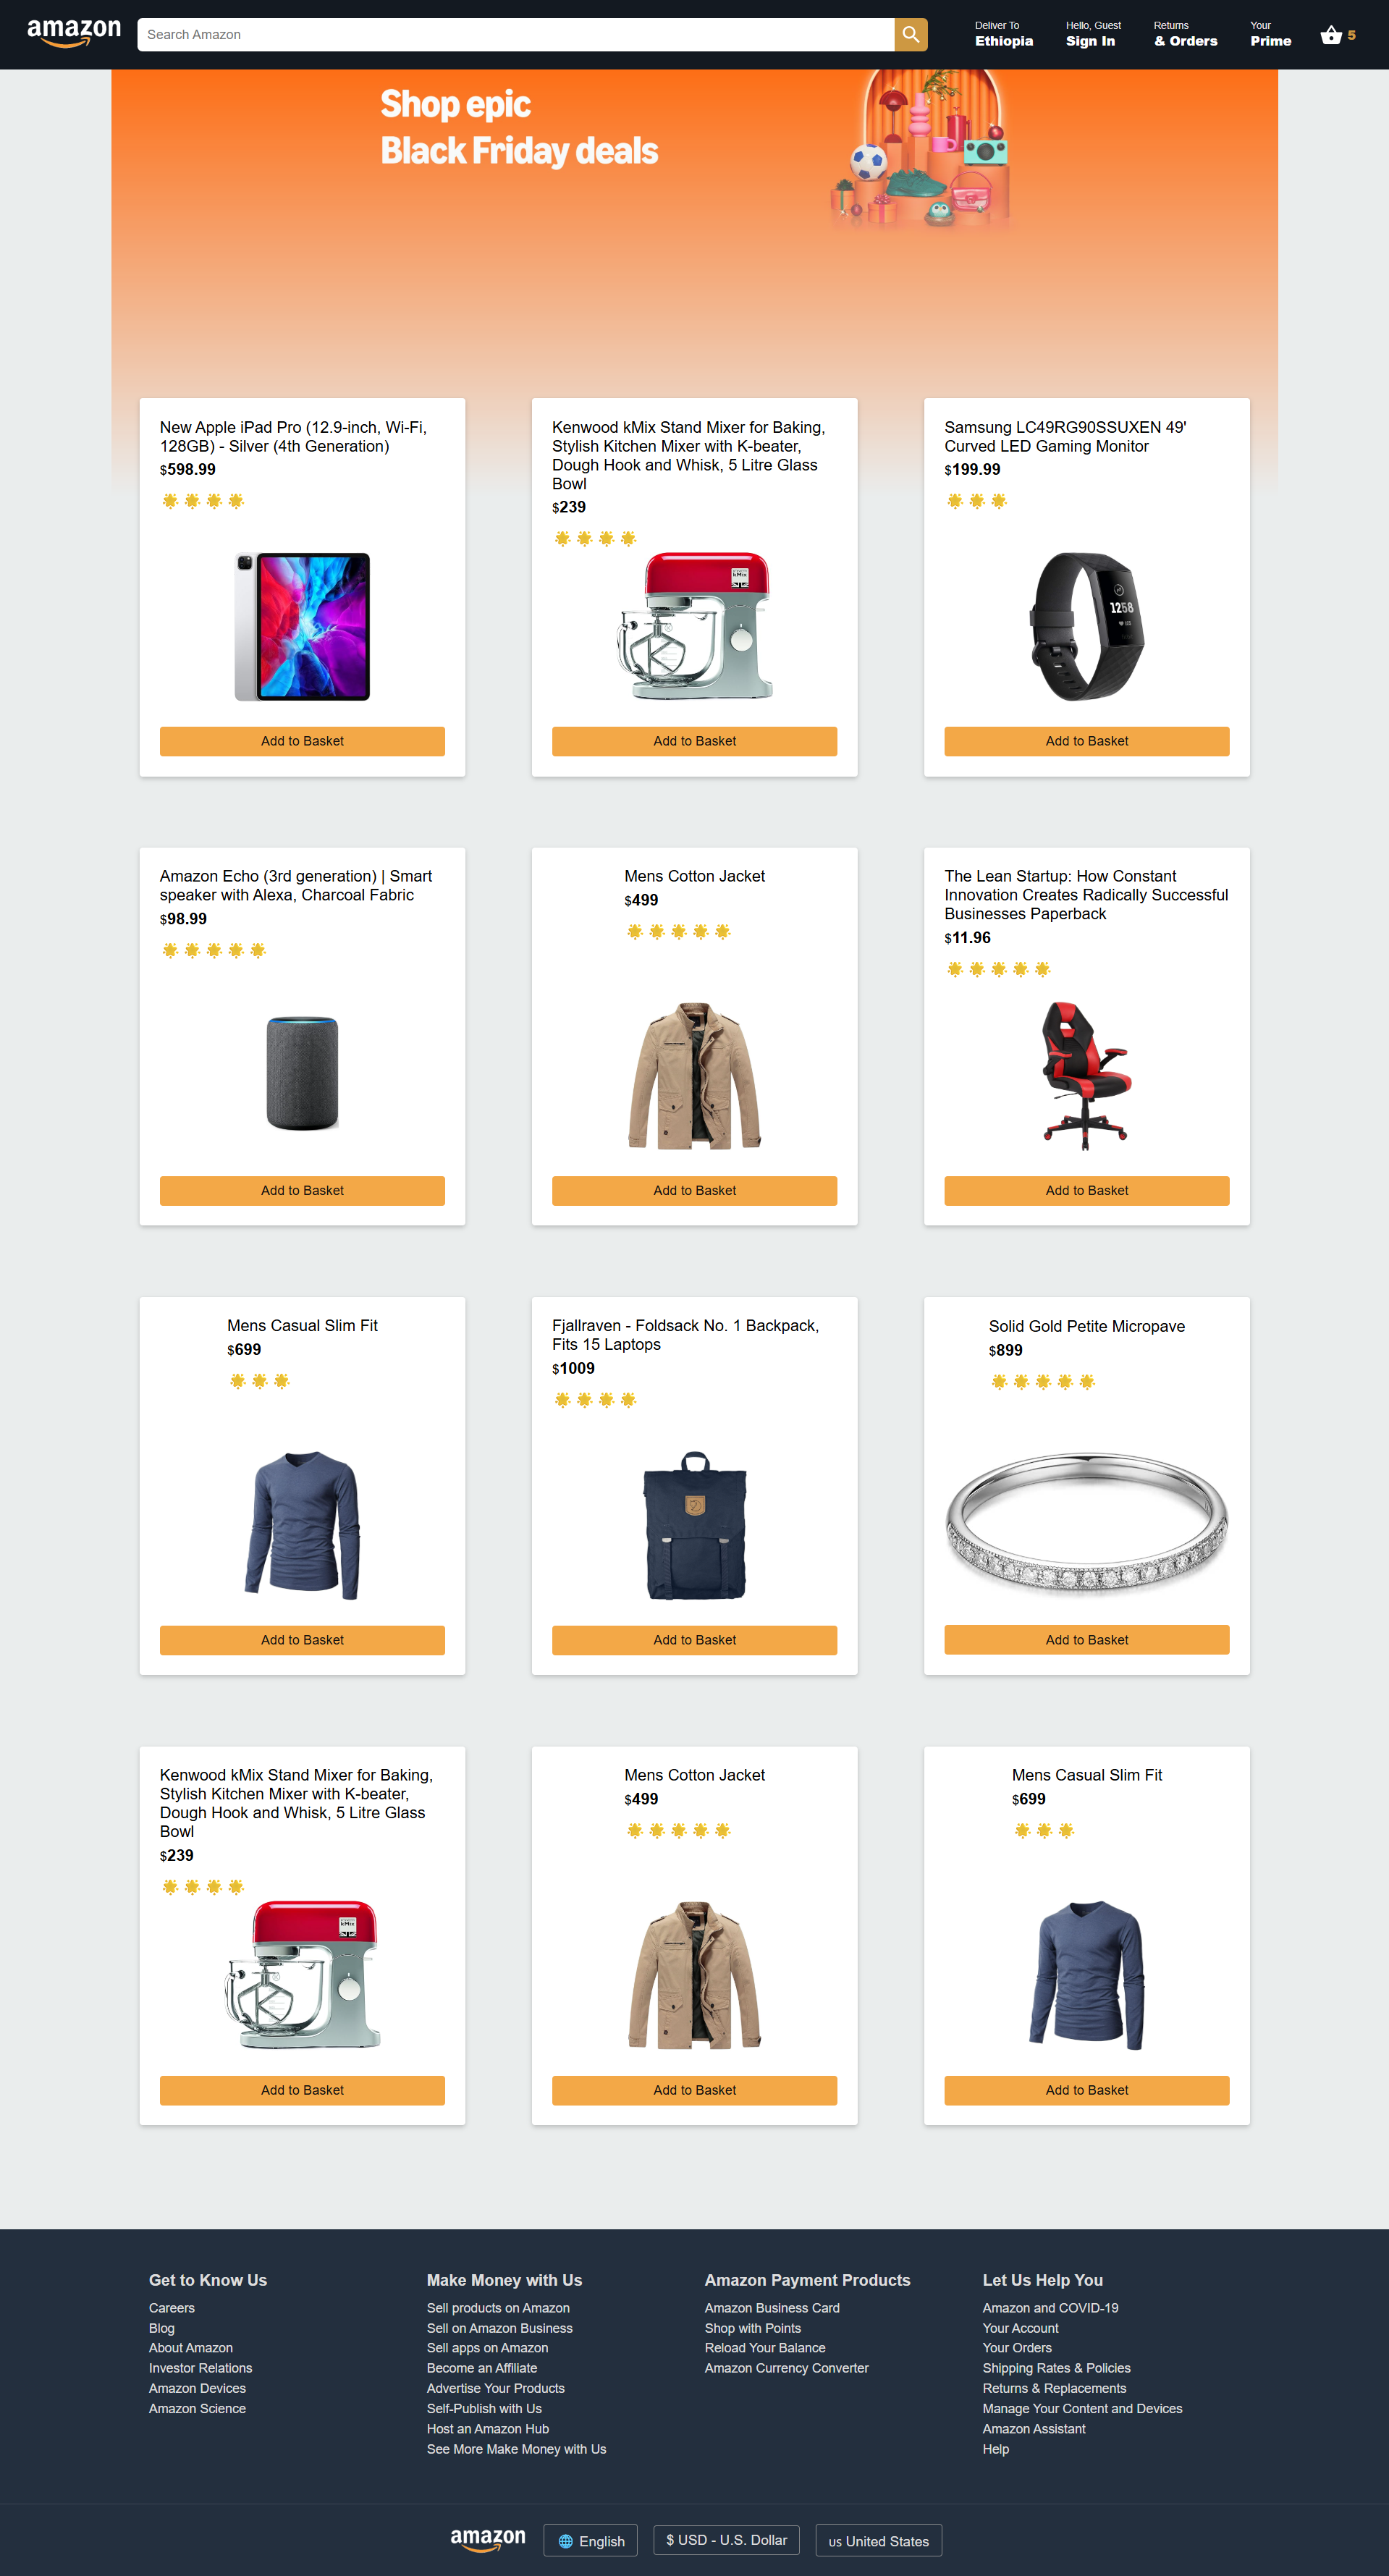 amazon
Search Amazon
Deliver To
Ethiopia
Hello, Guest
Sign In
Returns
& Orders
Your
Prime
5
Shop epic
Black Friday deals
New Apple iPad Pro (12.9-inch, Wi-Fi,
128GB) - Silver (4th Generation)
$598.99
Add to Basket
Kenwood kMix Stand Mixer for Baking,
Stylish Kitchen Mixer with K-beater,
Dough Hook and Whisk, 5 Litre Glass
Bowl
$239
kMix
Add to Basket
Samsung LC49RG90SSUXEN 49'
Curved LED Gaming Monitor
$199.99
1258
Add to Basket
Amazon Echo (3rd generation) | Smart
speaker with Alexa, Charcoal Fabric
$98.99
Add to Basket
Mens Cotton Jacket
$499
Add to Basket
The Lean Startup: How Constant
Innovation Creates Radically Successful
Businesses Paperback
$11.96
Add to Basket
Mens Casual Slim Fit
$699
Add to Basket
Fjallraven - Foldsack No. 1 Backpack,
Fits 15 Laptops
$1009
Add to Basket
Solid Gold Petite Micropave
$899
Add to Basket
Kenwood kMix Stand Mixer for Baking,
Stylish Kitchen Mixer with K-beater,
Dough Hook and Whisk, 5 Litre Glass
Bowl
$239
kMix
Add to Basket
Mens Cotton Jacket
$499
Add to Basket
Mens Casual Slim Fit
$699
Add to Basket
Get to Know Us
Careers
Blog
About Amazon
Investor Relations
Amazon Devices
Amazon Science
Make Money with Us
Sell products on Amazon
Sell on Amazon Business
Sell apps on Amazon
Become an Affiliate
Advertise Your Products
Self-Publish with Us
Host an Amazon Hub
See More Make Money with Us
Amazon Payment Products
Amazon Business Card
Shop with Points
Reload Your Balance
Amazon Currency Converter
Let Us Help You
Amazon and COVID-19
Your Account
Your Orders
Shipping Rates & Policies
Returns & Replacements
Manage Your Content and Devices
Amazon Assistant
Help
amazon
English
$ USD - U.S. Dollar
us United States